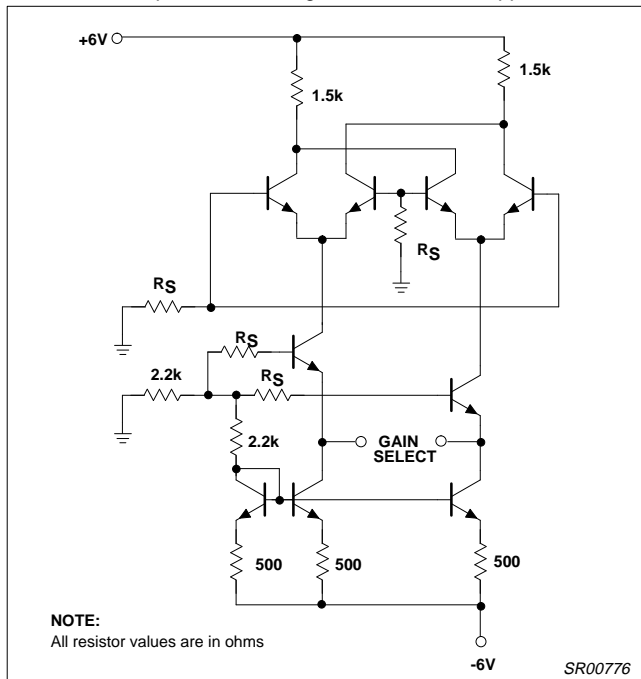 +6V
1.5k
1.5k
RS
RS
RS
2.2k
RS
2.2k
GAIN
SELECT
500
500
500
NOTE:
All resistor values are in ohms
-6V
SR00776